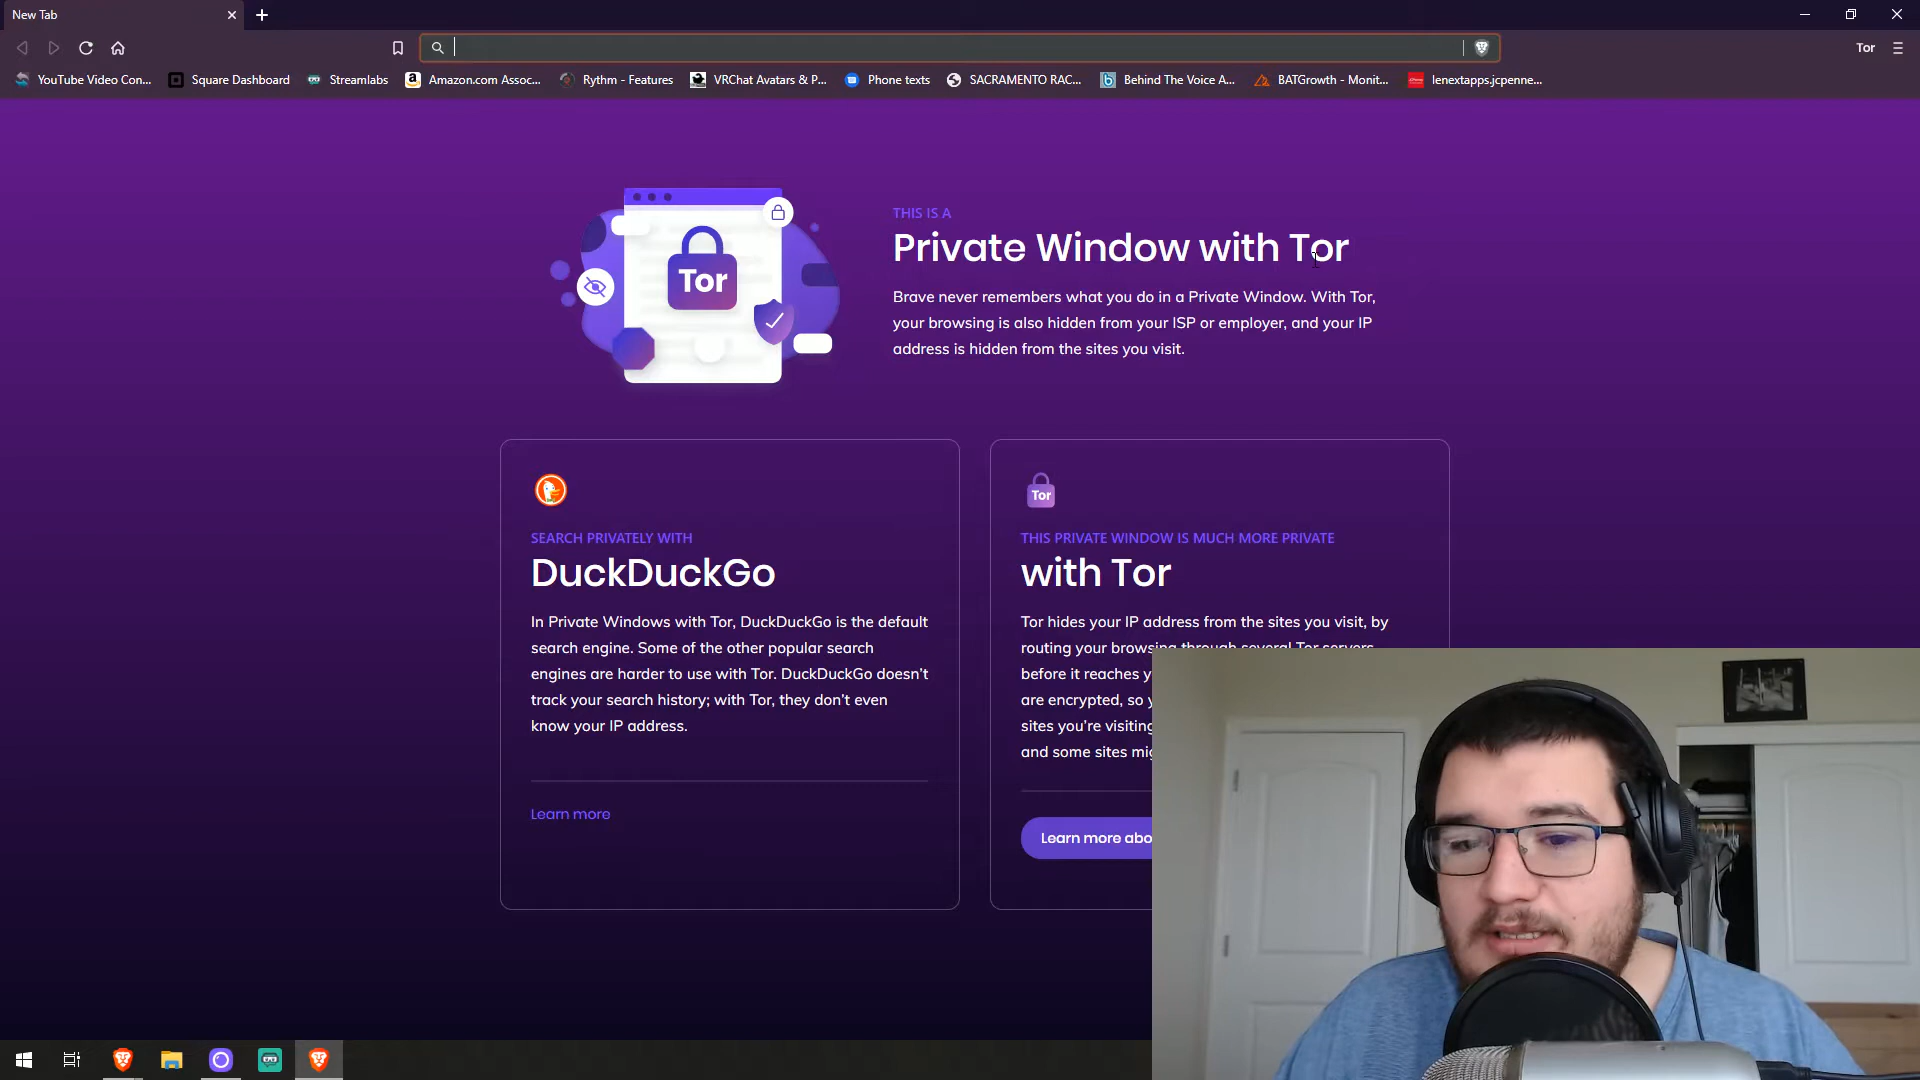 New Tab
Tor
YouTube Video Con...
Square Dashboard
Streamlabs
Amazon.com Assoc...
Rythm - Features
VRChat Avatars & P...
Phone texts
SACRAMENTO RAC...
Behind The Voice A...
BATGrowth - Monit...
lenextapps.jcpenne...
Tor
THIS IS A
Private Window with Tor
Brave never remembers what you do in a Private Window. With Tor,
your browsing is also hidden from your ISP or employer, and your IP
address is hidden from the sites you visit.
SEARCH PRIVATELY WITH
DuckDuckGo
In Private Windows with Tor, DuckDuckGo is the default
search engine. Some of the other popular search
engines are harder to use with Tor. DuckDuckGo doesn't
track your search history; with Tor, they don't even
know your IP address.
Learn more
Tor
THIS PRIVATE WINDOW IS MUCH MORE PRIVATE
with Tor
Tor hides your IP address from the sites you visit, by
routing your browsing through several Tor servers
before it reaches
are encrypted, so
sites you're visiting
and some sites
Learn more